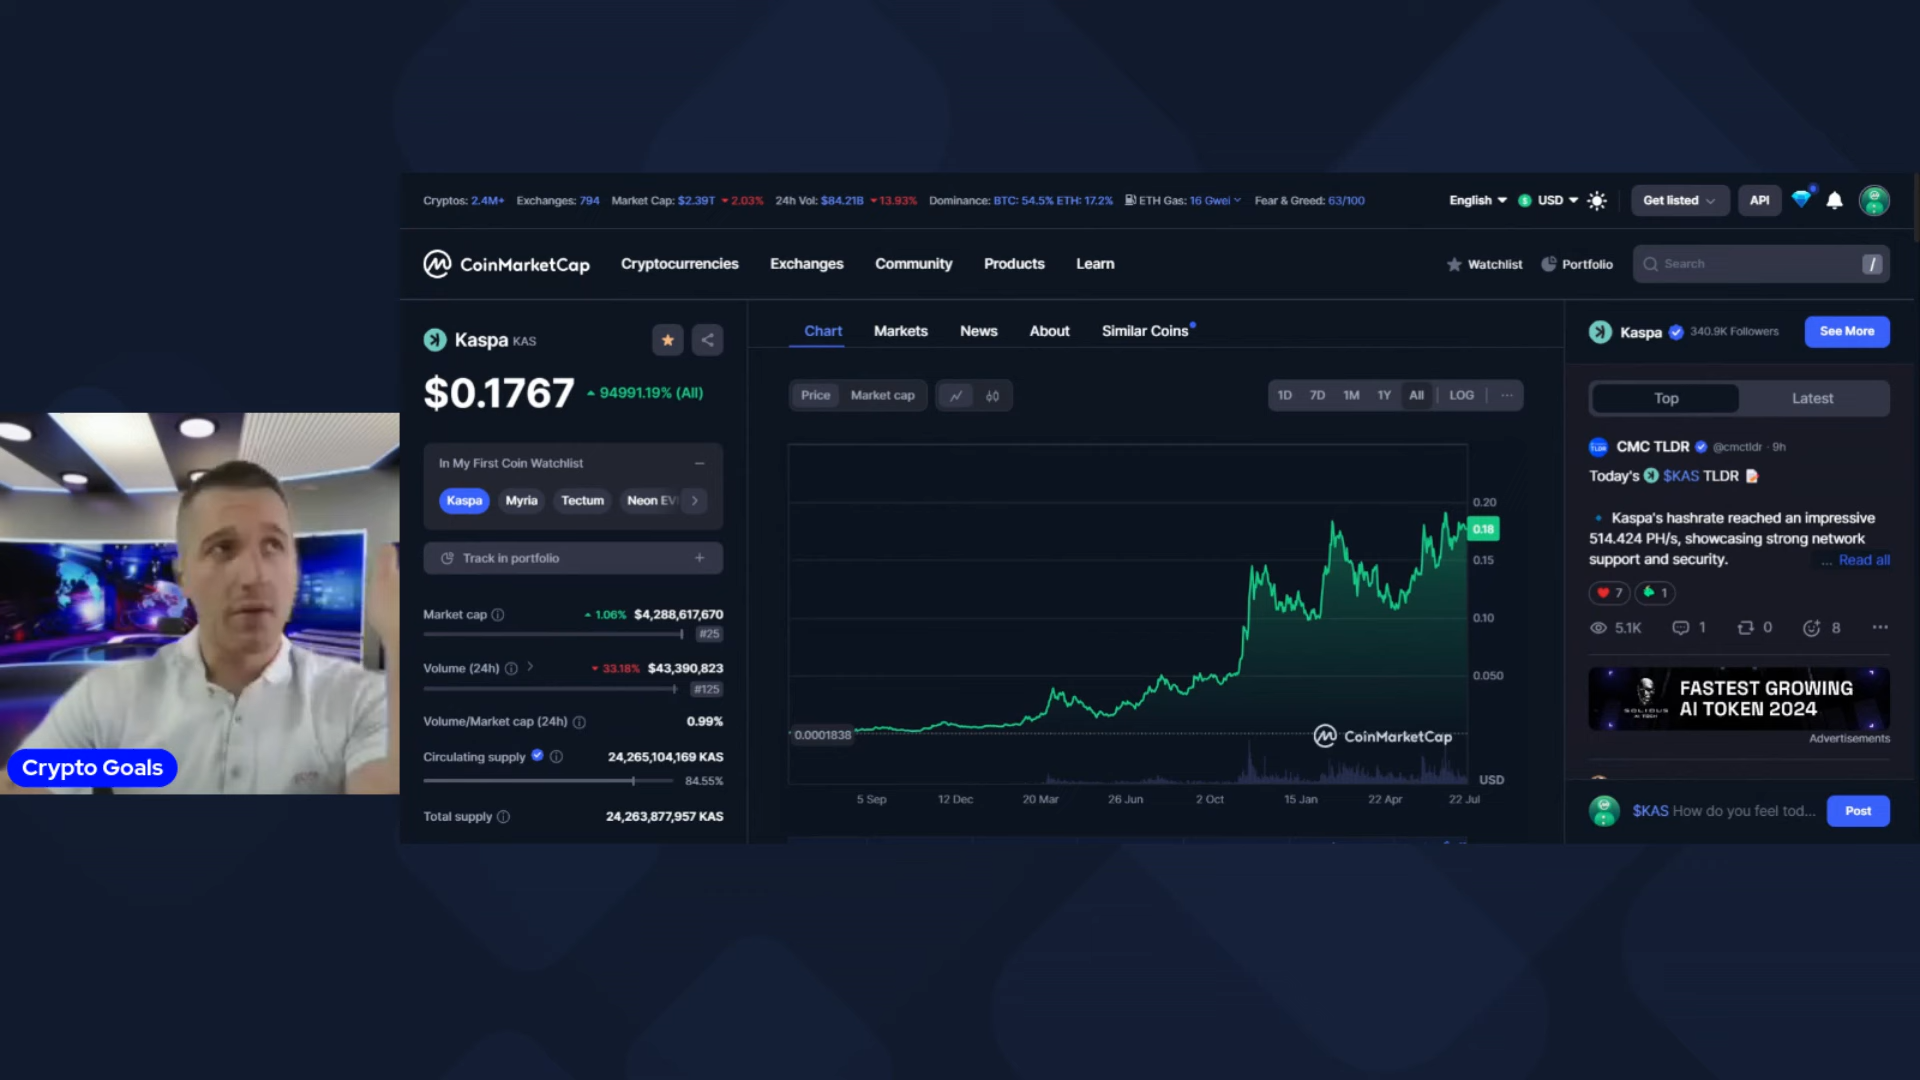 Cryptos: 2.4M+ Exchanges: 794 Market Cap: $2.39T 2.03% 24h Vol: $84.21B 13.93% Dominance: BTC: 54.5% ETH: 17.2% ETH Gas: 16 Gwei Fear & Greed: 63/100
English USD Get listed API
CoinMarketCap Cryptocurrencies Exchanges Community Products Learn
Watchlist Portfolio Search /
Kaspa KAS
$0.1767 94991.19% (All)
In My First Coin Watchlist
Kaspa Myria Tectum Neon EV
Track in portfolio +
Market cap 1.06% $4,288,617,670
#25
Volume (24h) 33.18% $43,390,823
#125
Volume/Market cap (24h) 0.99%
Circulating supply 24,265,104,169 KAS
84.55%
Total supply 24,263,877,957 KAS
Chart Markets News About Similar Coins
Price Market cap
1D 7D 1M 1Y All LOG ...
0.20
0.18
0.15
0.10
0.050
0.0001838
CoinMarketCap
USD
5 Sep 12 Dec 20 Mar 26 Jun 2 Oct 15 Jan 22 Apr 22 Jul
Kaspa 340.9K Followers See More
Top Latest
CMC TLDR @cmctldr · 9h
Today's $KAS TLDR
Kaspa's hashrate reached an impressive
514.424 PH/s, showcasing strong network
support and security. ... Read all
7 1
5.1K 1 0 8 ...
SOLIDUS
AI TECH
FASTEST GROWING
AI TOKEN 2024
Advertisements
$KAS How do you feel tod... Post
Crypto Goals